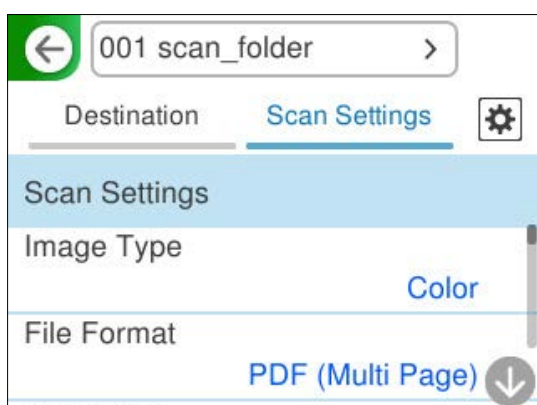 001 scan_folder
Destination
Scan Settings
Scan Settings
Image Type
Color
File Format
PDF (Multi Page)